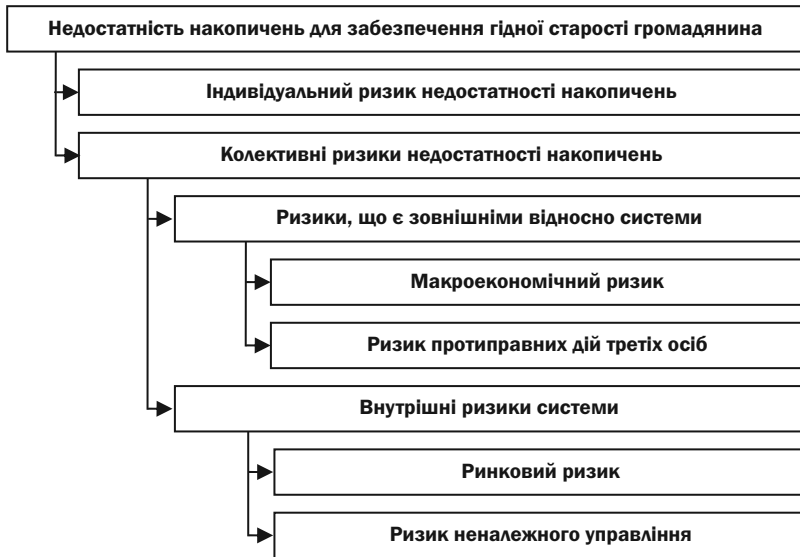 Недостатність накопичень для забезпечення гідної старості громадянина
Індивідуальний ризик недостатності накопичень
Колективні ризики недостатності накопичень
Ризики, що є зовнішніми відносно системи
Макроекономічний ризик
Ризик протиправних дій третіх осіб
Внутрішні ризики системи
Ринковий ризик
Ризик неналежного управління